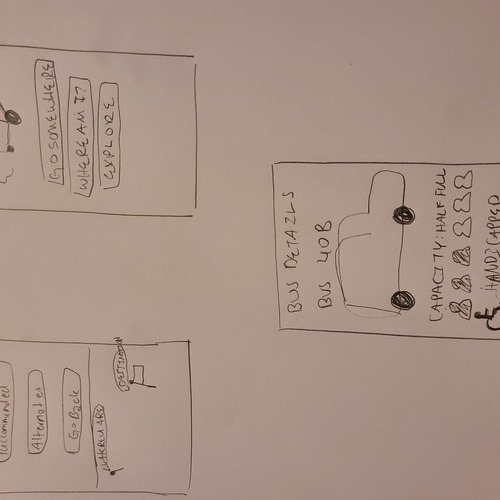 Recommended
Alternates
Go Back
WHERE U ARE
DESTINATION
GO SOMEWHERE
WHERE AM I?
EXPLORE
BUS DETAILS
BUS 40B
CAPACITY: HALF FULL
HANDICAPPED